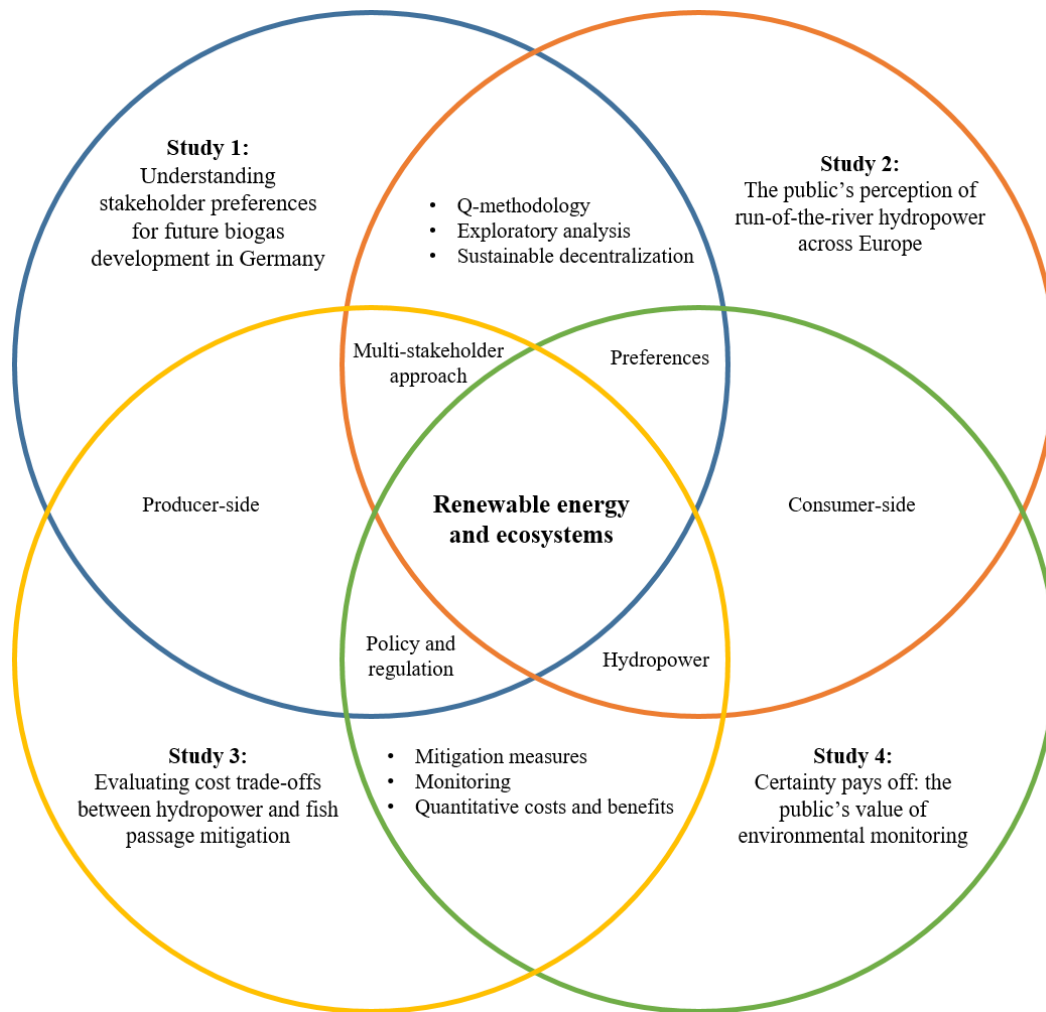 Study 1:
Understanding
stakeholder preferences
for future biogas
development in Germany
• Q-methodology
• Exploratory analysis
• Sustainable decentralization
Study 2:
The public’s perception of
run-of-the-river hydropower
across Europe
Multi-stakeholder
approach
Preferences
Producer-side
Renewable energy
and ecosystems
Consumer-side
Policy and
regulation
Hydropower
Study 3:
Evaluating cost trade-offs
between hydropower and fish
passage mitigation
• Mitigation measures
• Monitoring
• Quantitative costs and benefits
Study 4:
Certainty pays off: the
public’s value of
environmental monitoring